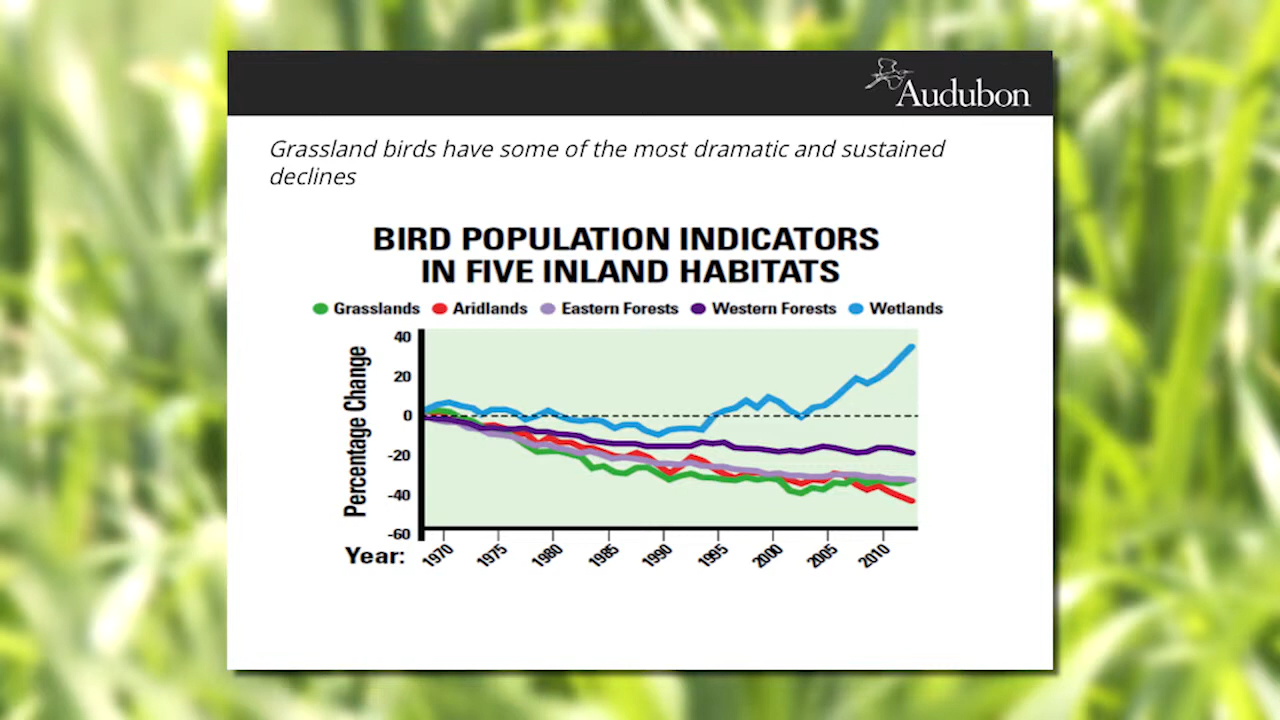 Audubon
Grassland birds have some of the most dramatic and sustained
declines
BIRD POPULATION INDICATORS
IN FIVE INLAND HABITATS
Grasslands Aridlands Eastern Forests Western Forests Wetlands
Percentage Change
40
20
0
-20
-40
-60
Year: 1970 1975 1980 1985 1990 1995 2000 2005 2010